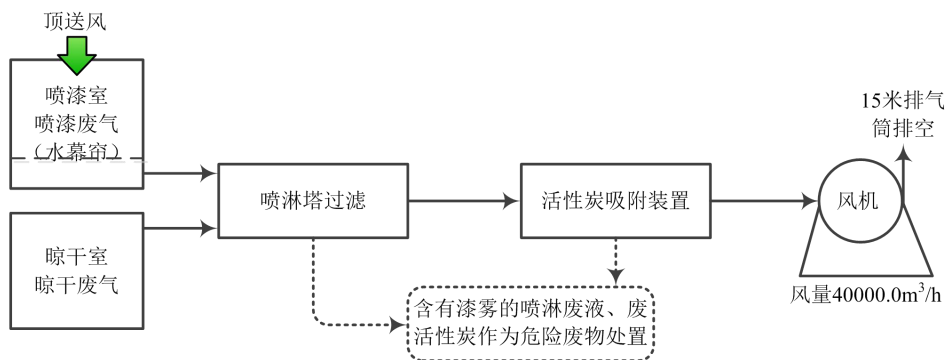 顶送风
喷漆室
喷漆废气
（水幕帘）
晾干室
晾干废气
喷淋塔过滤
活性炭吸附装置
含有漆雾的喷淋废液、废
活性炭作为危险废物处置
15米排气
筒排空
风机
风量40000.0m³/h